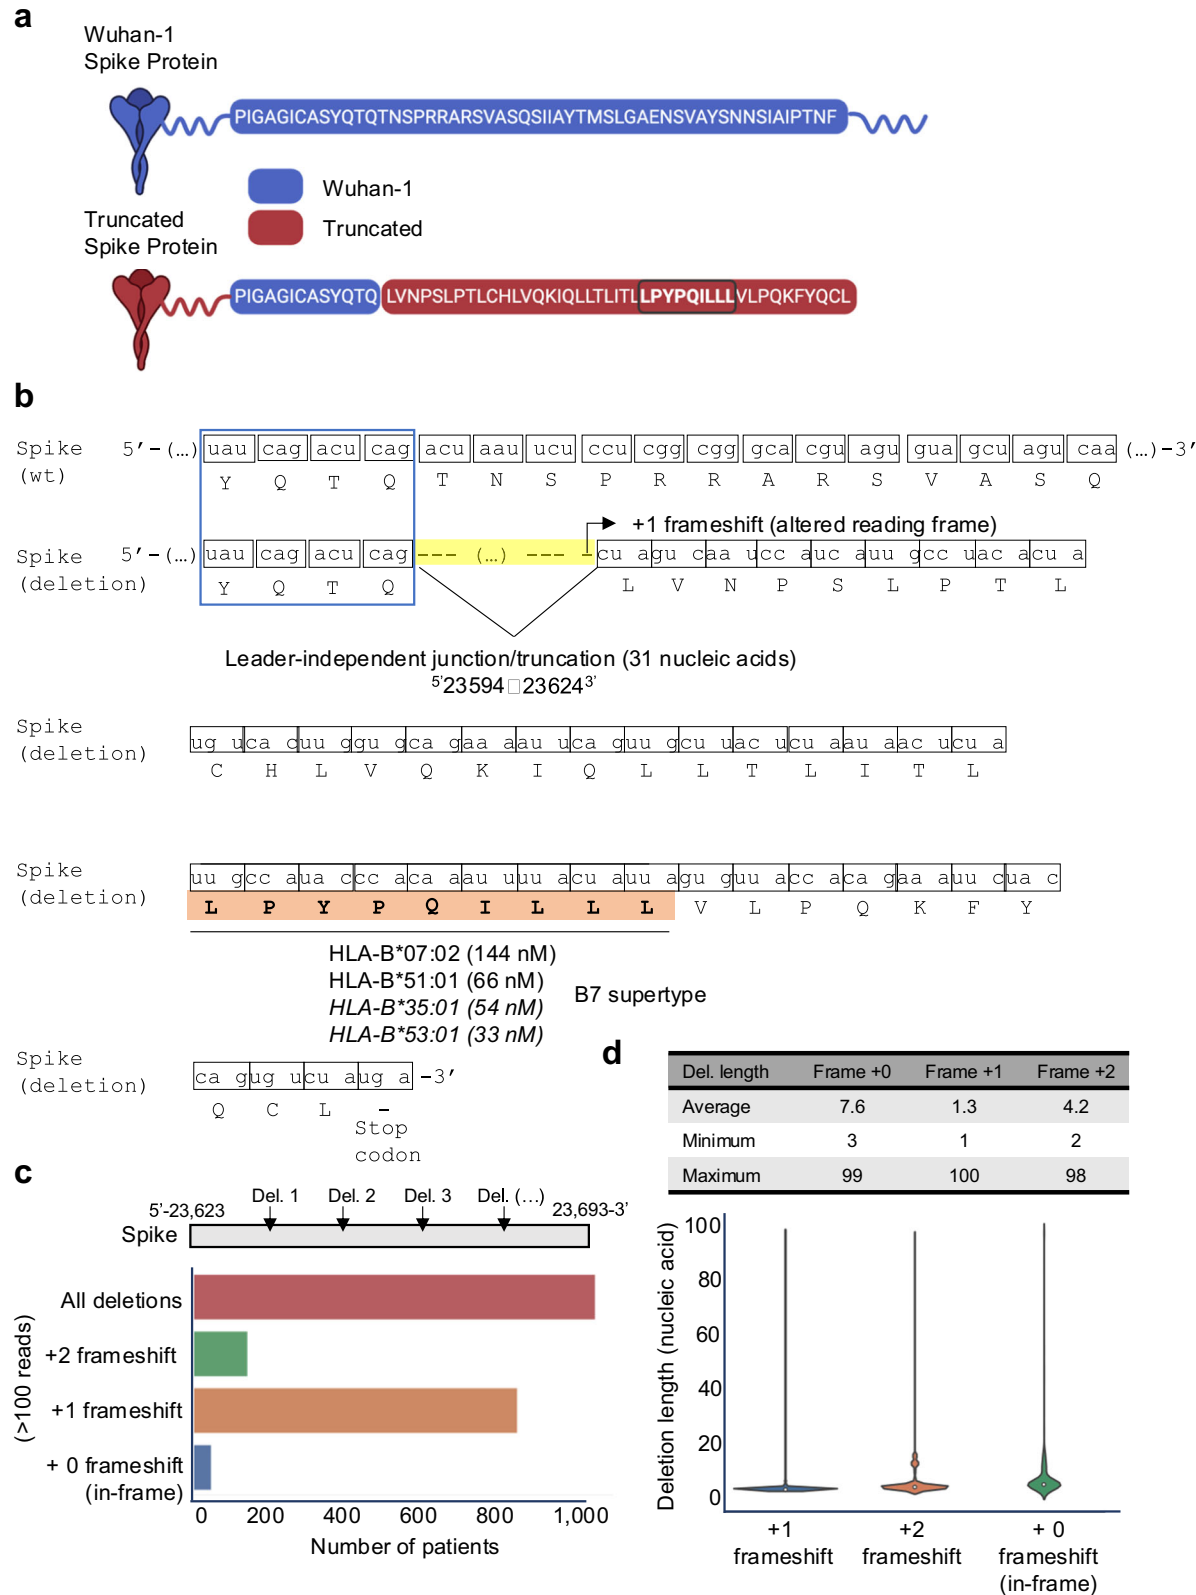 a
Wuhan-1
Spike Protein
PIGAGICASYQTQTNSPRRARSVASQSIIAYTMSLGAENSVAYSNNSIAIPTNF
Wuhan-1
Truncated
Truncated
Spike Protein
PIGAGICASYQTQ LVNPSLPTLCHLVQKIQLLTLITLLPYPQILLLVLPQKFYQCL
b
Spike
(wt)
5’-(…) uau cag acu cag acu aau ucu ccu cgg cgg gca cgu agu gua gcu agu caa (…)-3’
Y Q T Q T N S P R R A R S V A S Q
+1 frameshift (altered reading frame)
Spike
(deletion)
5’-(…) uau cag acu cag --- (…) --- - cu agu caa ucc auc auu gcc uac acu a
Y Q T Q L V N P S L P T L
Leader-independent junction/truncation (31 nucleic acids)
5’23594□236243’
Spike
(deletion)
ug uca cuu ggu gca gaa aau uca guu gcu uac ucu aau aac ucu a
C H L V Q K I Q L L T L I T L
Spike
(deletion)
uu gcc aua ccc aca aau uuu acu auu agu guu acc aca gaa auu cua c
L P Y P Q I L L L V L P Q K F Y
HLA-B*07:02 (144 nM)
HLA-B*51:01 (66 nM)
HLA-B*35:01 (54 nM)
HLA-B*53:01 (33 nM)
B7 supertype
Spike
(deletion)
ca gug ucu aug a -3’
Q C L -
Stop
codon
c
5’-23,623
Del. 1 Del. 2 Del. 3 Del. (…)
23,693-3’
Spike
(>100 reads)
All deletions
+2 frameshift
+1 frameshift
+ 0 frameshift
(in-frame)
0 200 400 600 800 1,000
Number of patients
d
Del. length Frame +0 Frame +1 Frame +2
Average 7.6 1.3 4.2
Minimum 3 1 2
Maximum 99 100 98
Deletion length (nucleic acid)
100
80
60
40
20
0
+1
frameshift
+2
frameshift
+ 0
frameshift
(in-frame)